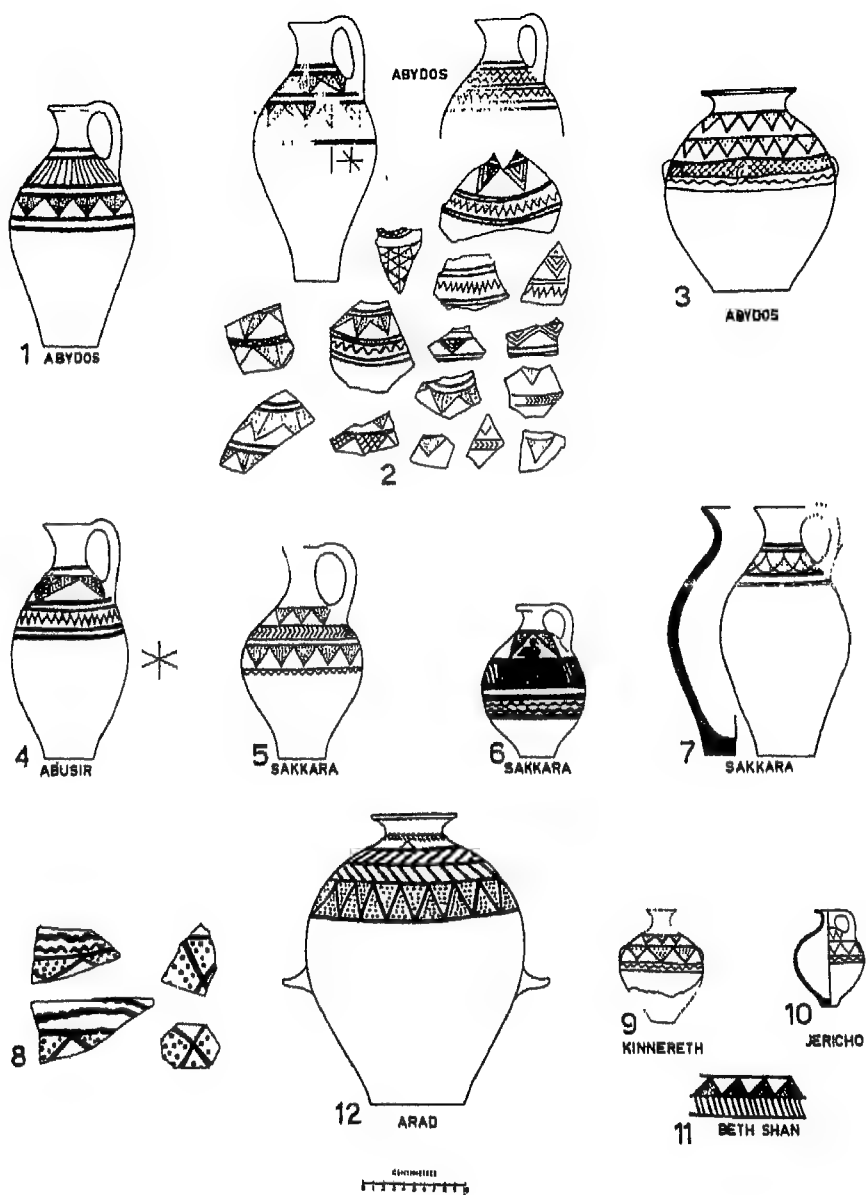 ABYDOS
1 ABYDOS
2
3
ABYDOS
4
ABUSIR
5
SAKKARA
6
SAKKARA
7
SAKKARA
8
12
ARAD
9
KINNERETH
10
JERICHO
11
BETH SHAN
CENTIMETRES